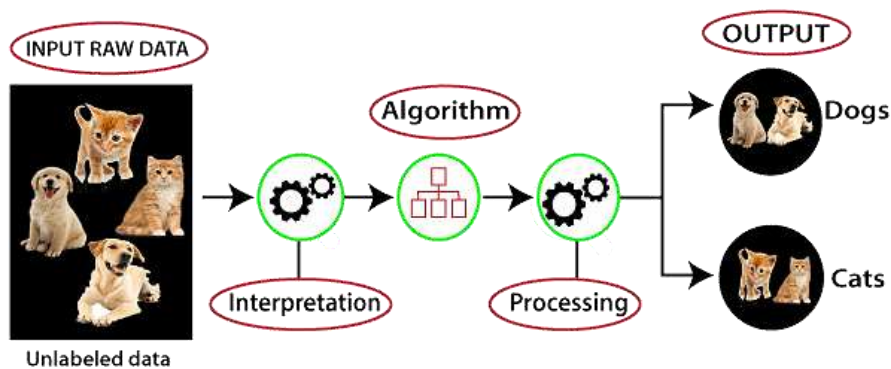 INPUT RAW DATA
Unlabeled data
Interpretation
Algorithm
Processing
OUTPUT
Dogs
Cats